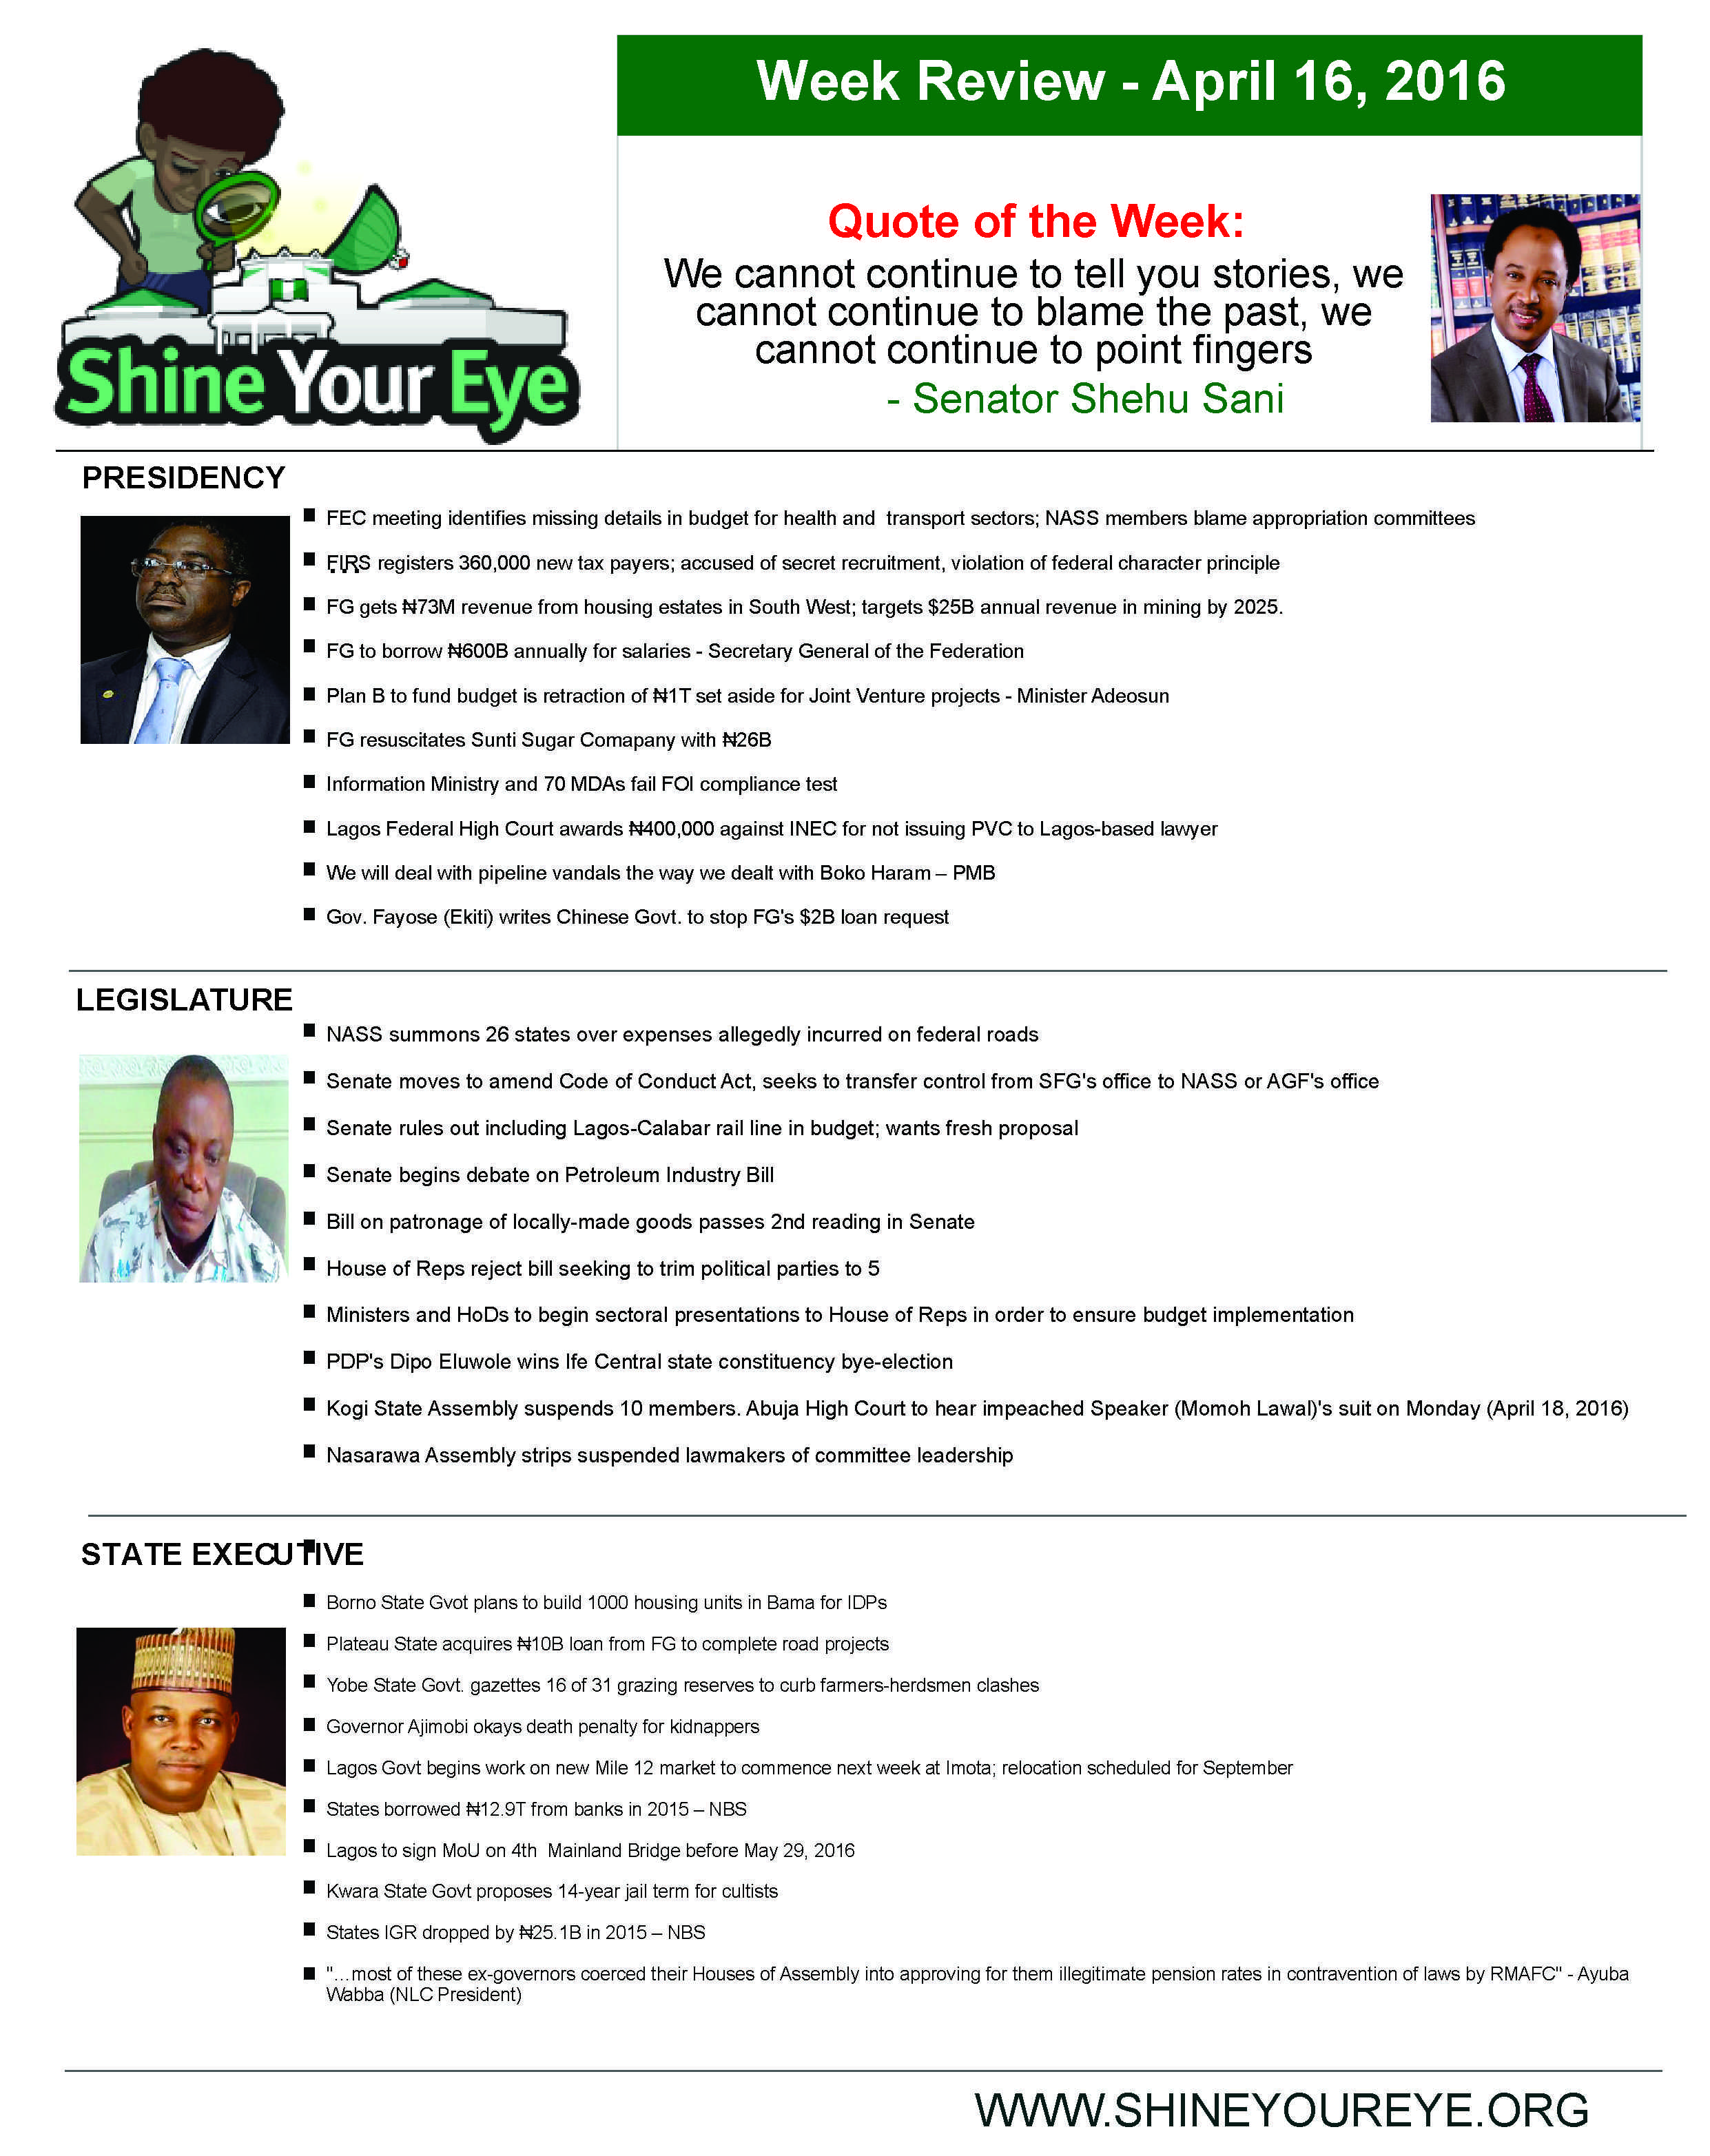 Week Review - April 16, 2016
Shine Your Eye
Quote of the Week:
We cannot continue to tell you stories, we
cannot continue to blame the past, we
cannot continue to point fingers
- Senator Shehu Sani
PRESIDENCY
FEC meeting identifies missing details in budget for health and transport sectors; NASS members blame appropriation committees
FIRS registers 360,000 new tax payers; accused of secret recruitment, violation of federal character principle
FG gets ₦73M revenue from housing estates in South West; targets $25B annual revenue in mining by 2025.
FG to borrow ₦600B annually for salaries - Secretary General of the Federation
Plan B to fund budget is retraction of ₦1T set aside for Joint Venture projects - Minister Adeosun
FG resuscitates Sunti Sugar Comapany with ₦26B
Information Ministry and 70 MDAs fail FOI compliance test
Lagos Federal High Court awards ₦400,000 against INEC for not issuing PVC to Lagos-based lawyer
We will deal with pipeline vandals the way we dealt with Boko Haram – PMB
Gov. Fayose (Ekiti) writes Chinese Govt. to stop FG's $2B loan request
LEGISLATURE
NASS summons 26 states over expenses allegedly incurred on federal roads
Senate moves to amend Code of Conduct Act, seeks to transfer control from SFG's office to NASS or AGF's office
Senate rules out including Lagos-Calabar rail line in budget; wants fresh proposal
Senate begins debate on Petroleum Industry Bill
Bill on patronage of locally-made goods passes 2nd reading in Senate
House of Reps reject bill seeking to trim political parties to 5
Ministers and HoDs to begin sectoral presentations to House of Reps in order to ensure budget implementation
PDP's Dipo Eluwole wins Ife Central state constituency bye-election
Kogi State Assembly suspends 10 members. Abuja High Court to hear impeached Speaker (Momoh Lawal)'s suit on Monday (April 18, 2016)
Nasarawa Assembly strips suspended lawmakers of committee leadership
STATE EXECUTIVE
Borno State Gvot plans to build 1000 housing units in Bama for IDPs
Plateau State acquires ₦10B loan from FG to complete road projects
Yobe State Govt. gazettes 16 of 31 grazing reserves to curb farmers-herdsmen clashes
Governor Ajimobi okays death penalty for kidnappers
Lagos Govt begins work on new Mile 12 market to commence next week at Imota; relocation scheduled for September
States borrowed ₦12.9T from banks in 2015 – NBS
Lagos to sign MoU on 4th Mainland Bridge before May 29, 2016
Kwara State Govt proposes 14-year jail term for cultists
States IGR dropped by ₦25.1B in 2015 – NBS
"...most of these ex-governors coerced their Houses of Assembly into approving for them illegitimate pension rates in contravention of laws by RMAFC" - Ayuba
Wabba (NLC President)
WWW.SHINEYOUREYE.ORG